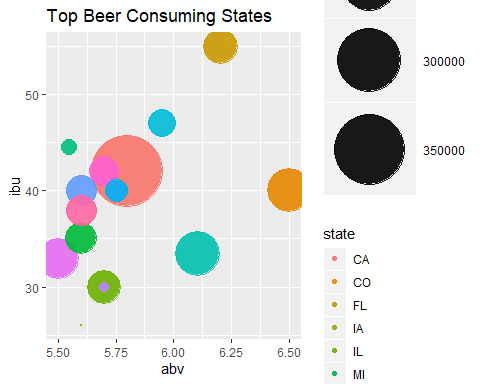 Top Beer Consuming States
ibu
50
40
30
5.50 5.75 6.00 6.25 6.50
abv
300000
350000
state
CA
CO
FL
IA
IL
MI